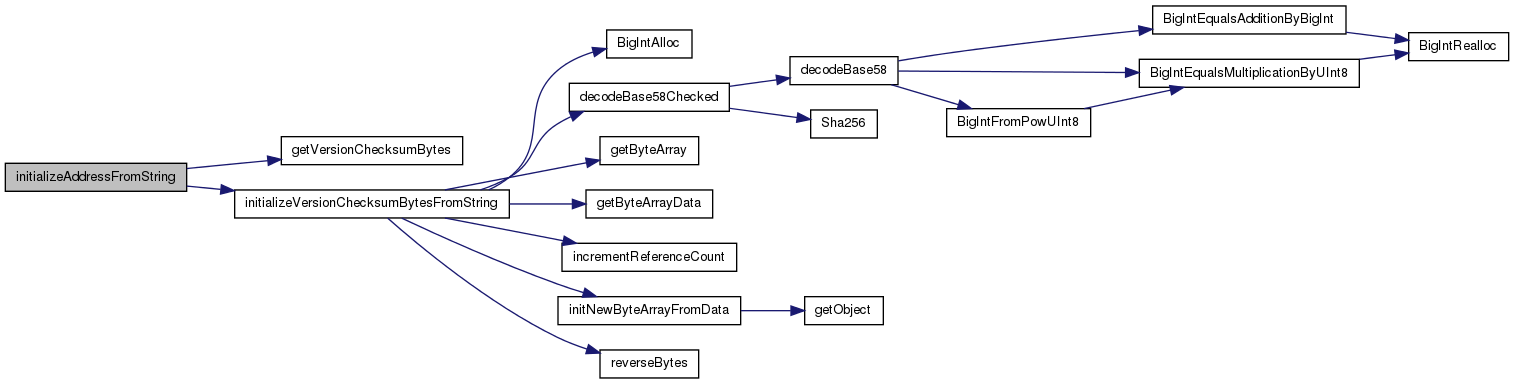 initializeAddressFromString
getVersionChecksumBytes
initializeVersionChecksumBytesFromString
BigIntAlloc
decodeBase58Checked
getByteArray
getByteArrayData
incrementReferenceCount
initNewByteArrayFromData
reverseBytes
decodeBase58
Sha256
getObject
BigIntEqualsAdditionByBigInt
BigIntEqualsMultiplicationByUInt8
BigIntFromPowUInt8
BigIntRealloc